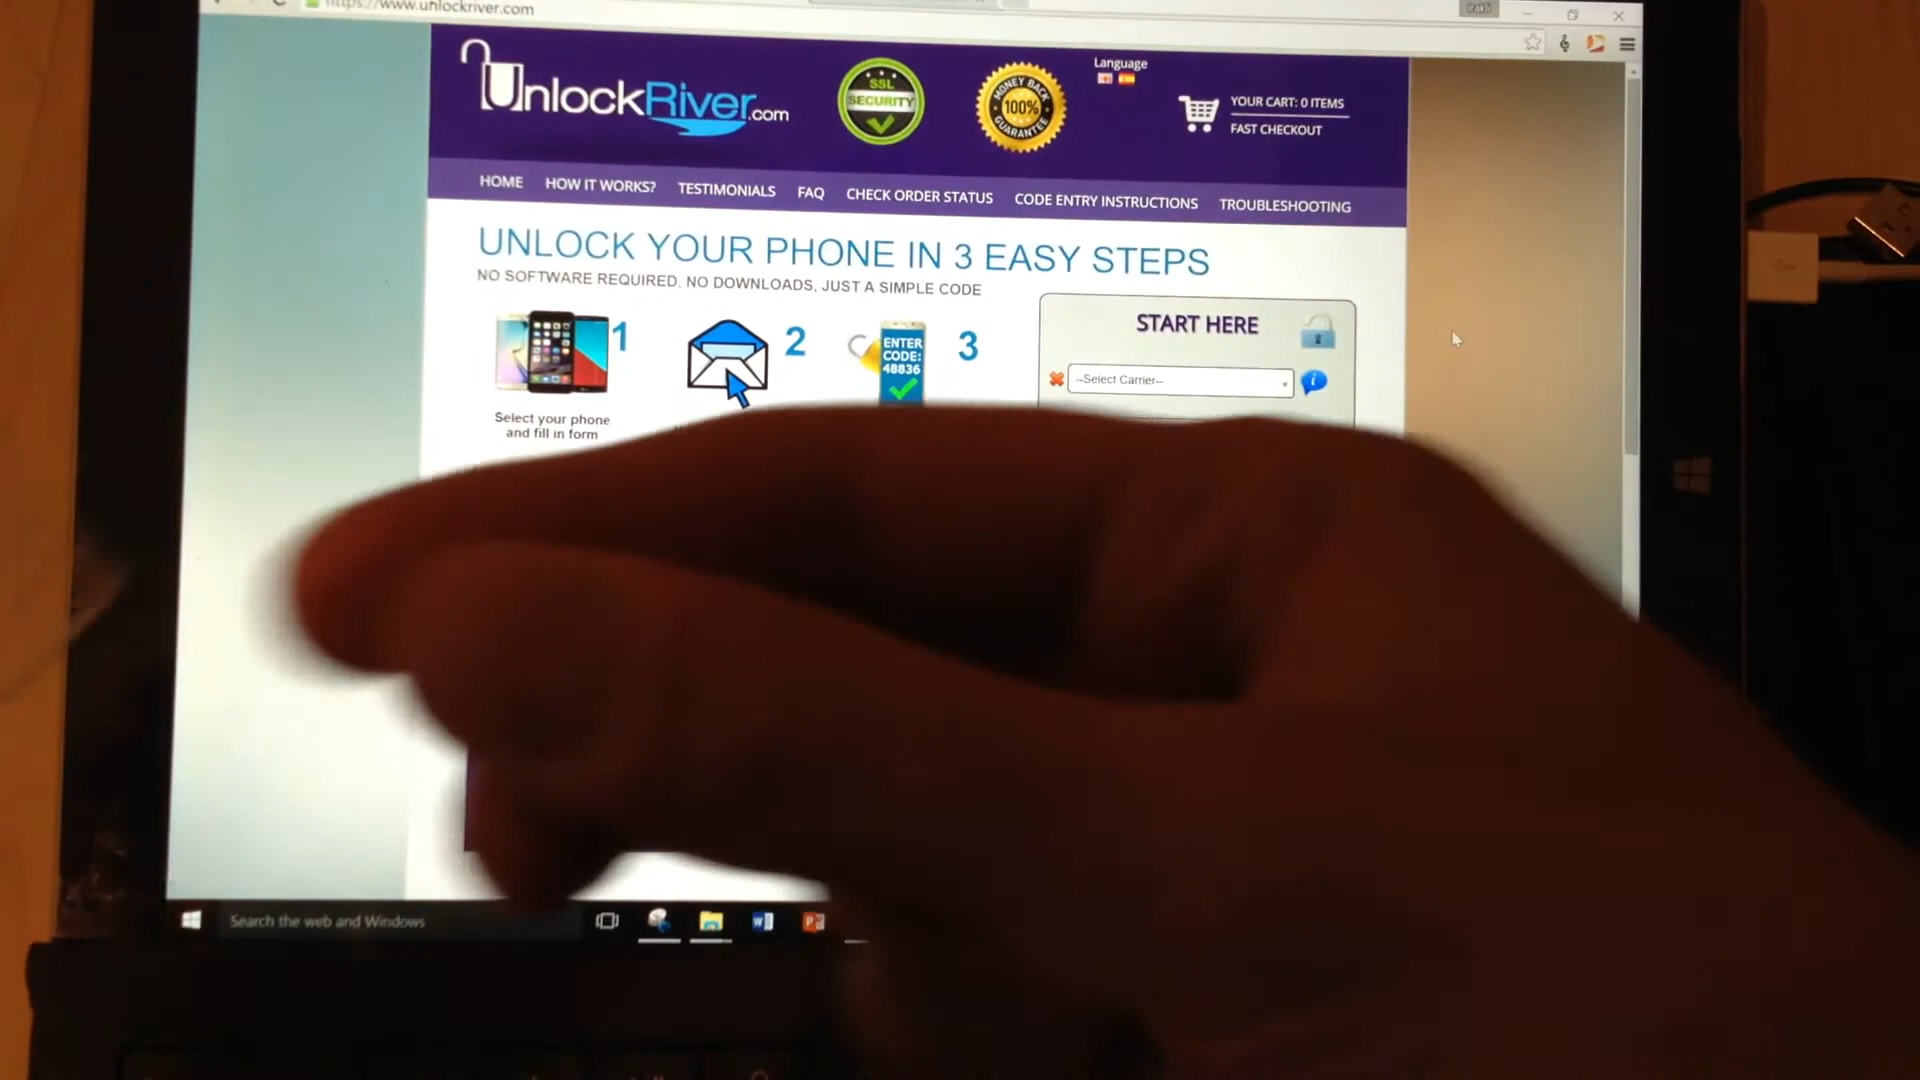 https://www.unlockriver.com
irakli
UnlockRiver.com
SSL
SECURITY
MONEY BACK
100%
GUARANTEE
Language
YOUR CART: 0 ITEMS
FAST CHECKOUT
HOME
HOW IT WORKS?
TESTIMONIALS
FAQ
CHECK ORDER STATUS
CODE ENTRY INSTRUCTIONS
TROUBLESHOOTING
UNLOCK YOUR PHONE IN 3 EASY STEPS
NO SOFTWARE REQUIRED. NO DOWNLOADS, JUST A SIMPLE CODE
1
2
ENTER
CODE:
48836
3
Select your phone
and fill in form
START HERE
--Select Carrier--
Search the web and Windows